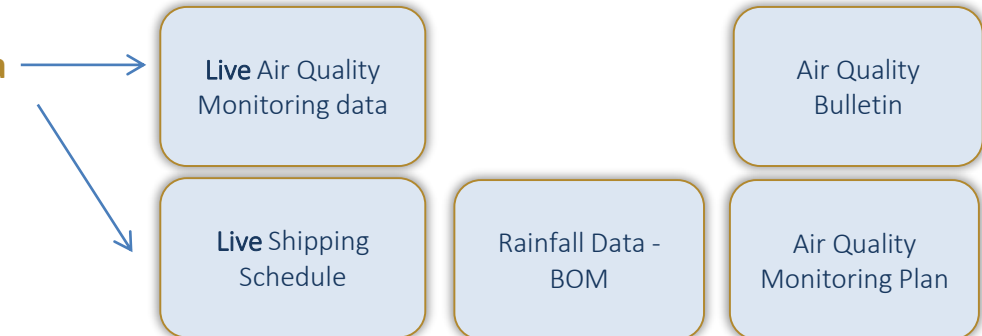 Live Air Quality
Monitoring data
Air Quality
Bulletin
Live Shipping
Schedule
Rainfall Data -
BOM
Air Quality
Monitoring Plan